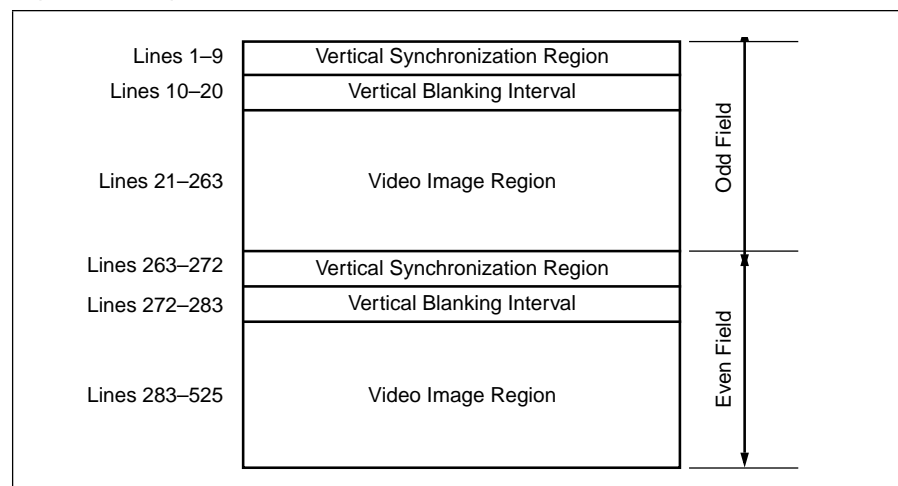 Lines 1–9 Vertical Synchronization Region
Lines 10–20 Vertical Blanking Interval
Lines 21–263 Video Image Region
Odd Field
Lines 263–272 Vertical Synchronization Region
Lines 272–283 Vertical Blanking Interval
Lines 283–525 Video Image Region
Even Field